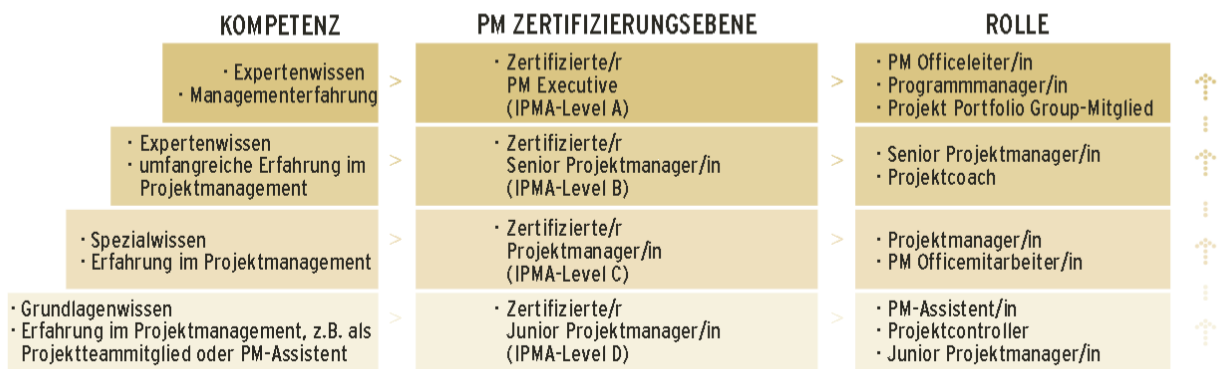 KOMPETENZ
PM ZERTIFIZIERUNGSEBENE
ROLLE
· Expertenwissen
· Managementerfahrung
>
· Zertifizierte/r
PM Executive
(IPMA-Level A)
>
· PM Officeleiter/in
· Programmmanager/in
· Projekt Portfolio Group-Mitglied
· Expertenwissen
· umfangreiche Erfahrung im
Projektmanagement
>
· Zertifizierte/r
Senior Projektmanager/in
(IPMA-Level B)
>
· Senior Projektmanager/in
· Projektcoach
· Spezialwissen
· Erfahrung im Projektmanagement
>
· Zertifizierte/r
Projektmanager/in
(IPMA-Level C)
>
· Projektmanager/in
· PM Officemitarbeiter/in
· Grundlagenwissen
· Erfahrung im Projektmanagement, z.B. als
Projektteammitglied oder PM-Assistent
>
· Zertifizierte/r
Junior Projektmanager/in
(IPMA-Level D)
>
· PM-Assistent/in
· Projektcontroller
· Junior Projektmanager/in